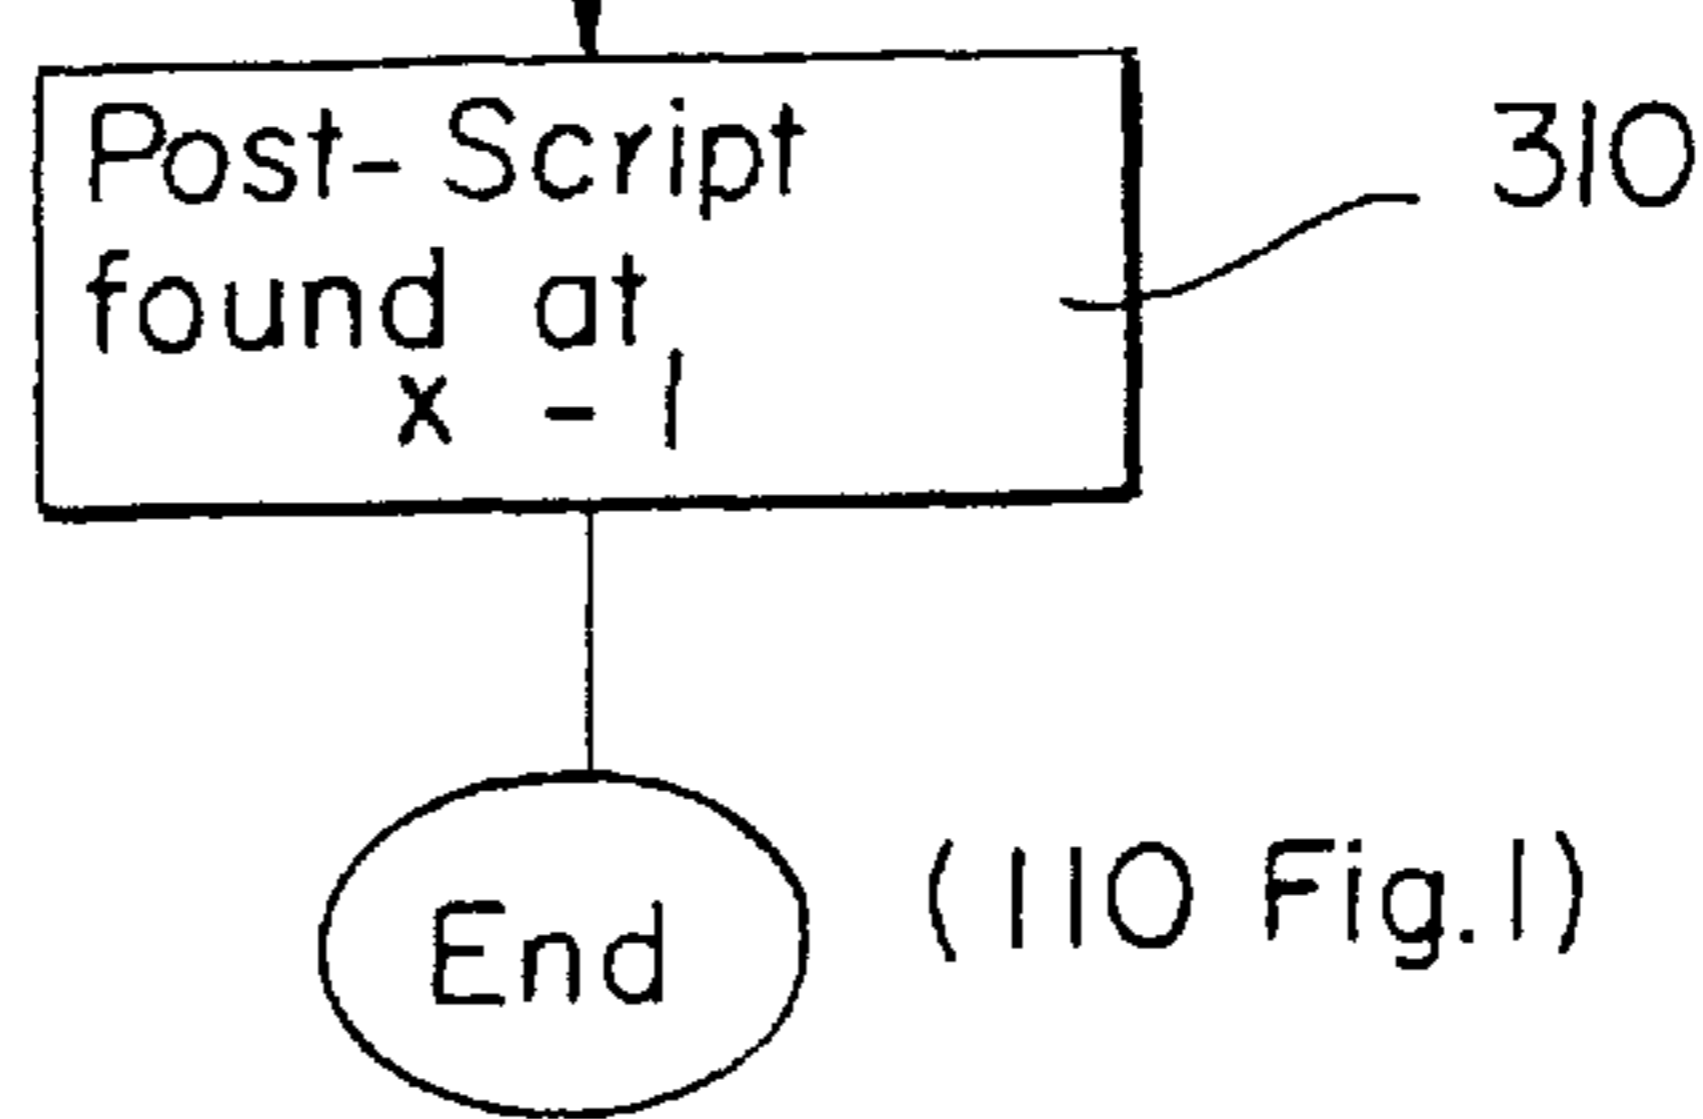 Post-Script
found at
x - 1
310
End
(110 Fig. 1)